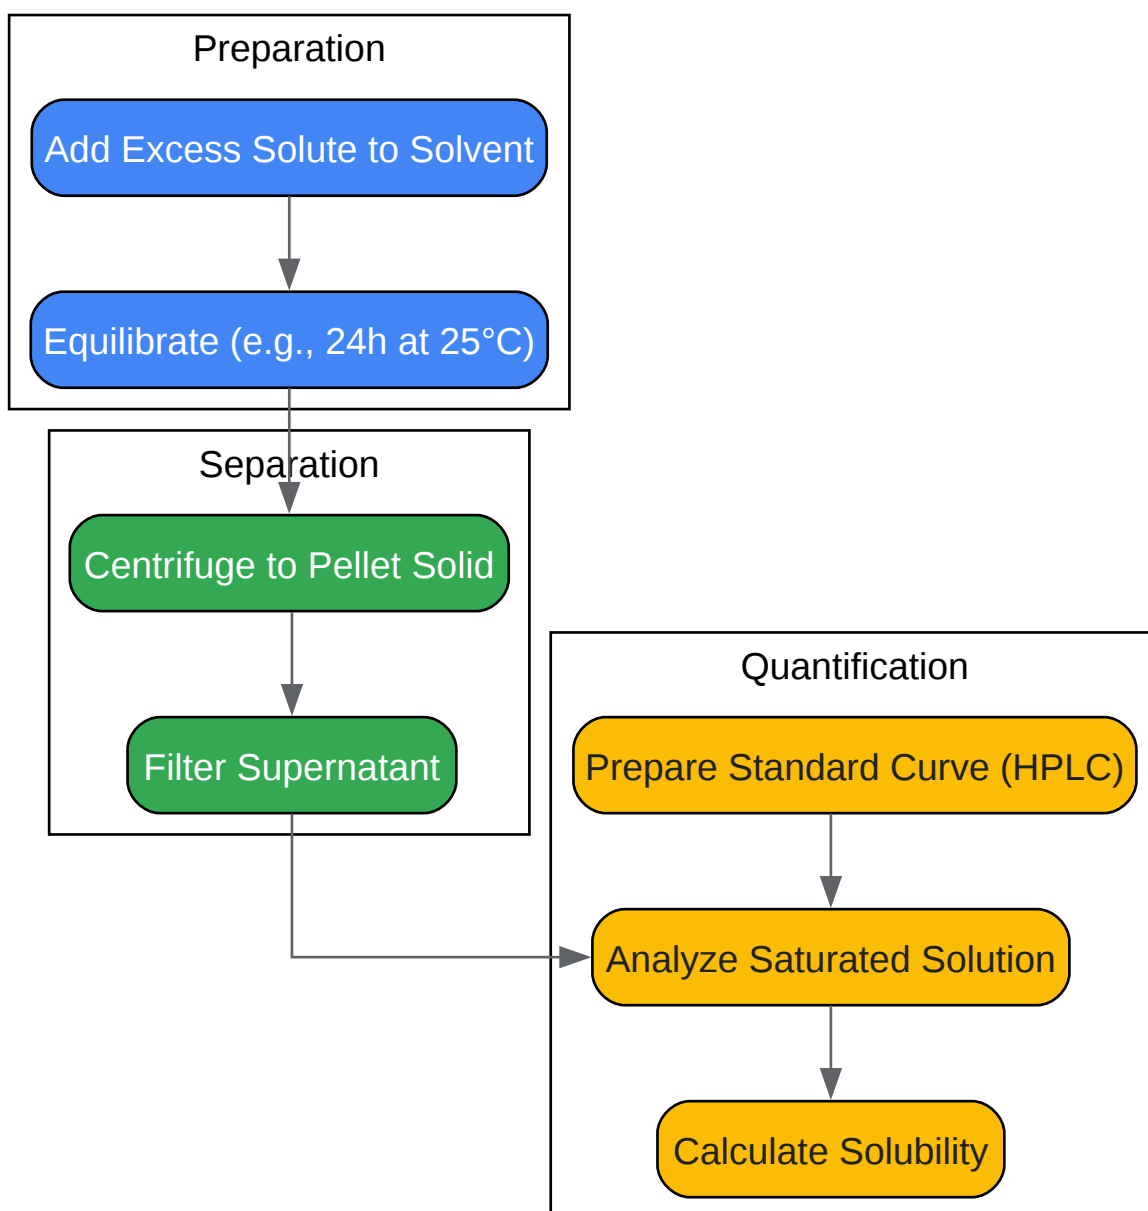 Preparation
Add Excess Solute to Solvent
Equilibrate (e.g., 24h at 25°C)
Separation
Centrifuge to Pellet Solid
Filter Supernatant
Quantification
Prepare Standard Curve (HPLC)
Analyze Saturated Solution
Calculate Solubility